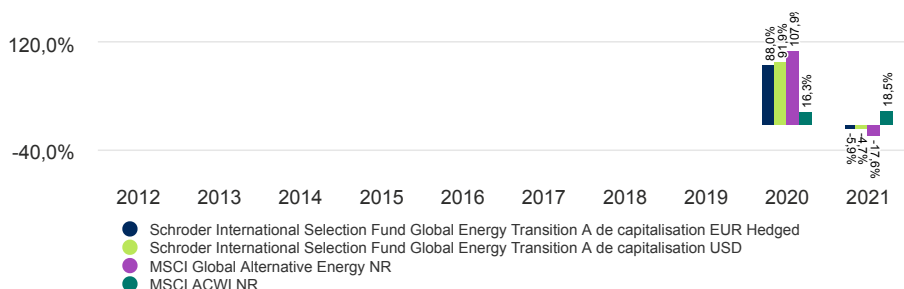 120,0%
88,0%
91,9%
107,9%
16,3%
-5,9%
-4,7%
-17,6%
18,5%
-40,0%
2012 2013 2014 2015 2016 2017 2018 2019 2020 2021
Schroder International Selection Fund Global Energy Transition A de capitalisation EUR Hedged
Schroder International Selection Fund Global Energy Transition A de capitalisation USD
MSCI Global Alternative Energy NR
MSCI ACWI NR